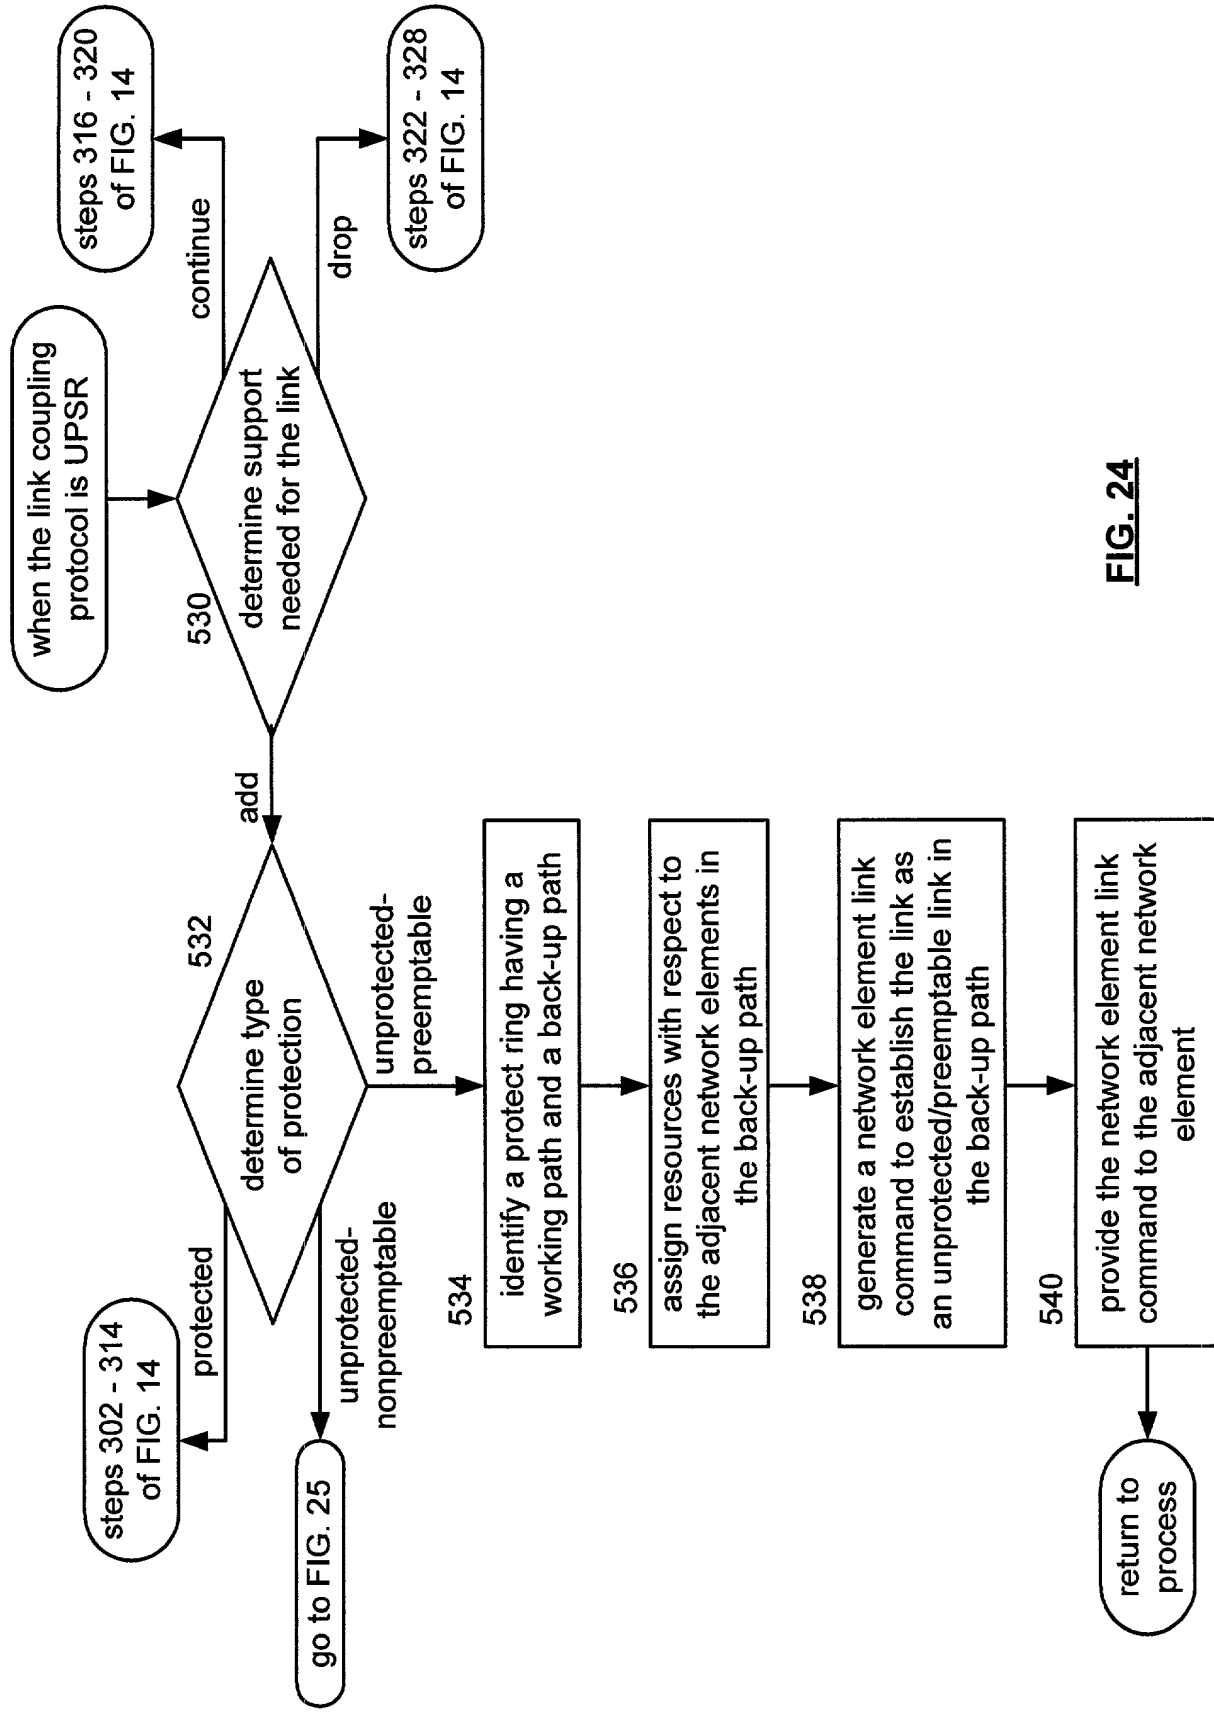 when the link coupling
protocol is UPSR
530
determine support
needed for the link
continue
steps 316 - 320
of FIG. 14
drop
steps 322 - 328
of FIG. 14
add
532
determine type
of protection
protected
steps 302 - 314
of FIG. 14
unprotected-
nonpreemptable
go to FIG. 25
unprotected-
preemptable
534
identify a protect ring having a
working path and a back-up path
536
assign resources with respect to
the adjacent network elements in
the back-up path
538
generate a network element link
command to establish the link as
an unprotected/preemptable link in
the back-up path
540
provide the network element link
command to the adjacent network
element
return to
process
FIG. 24